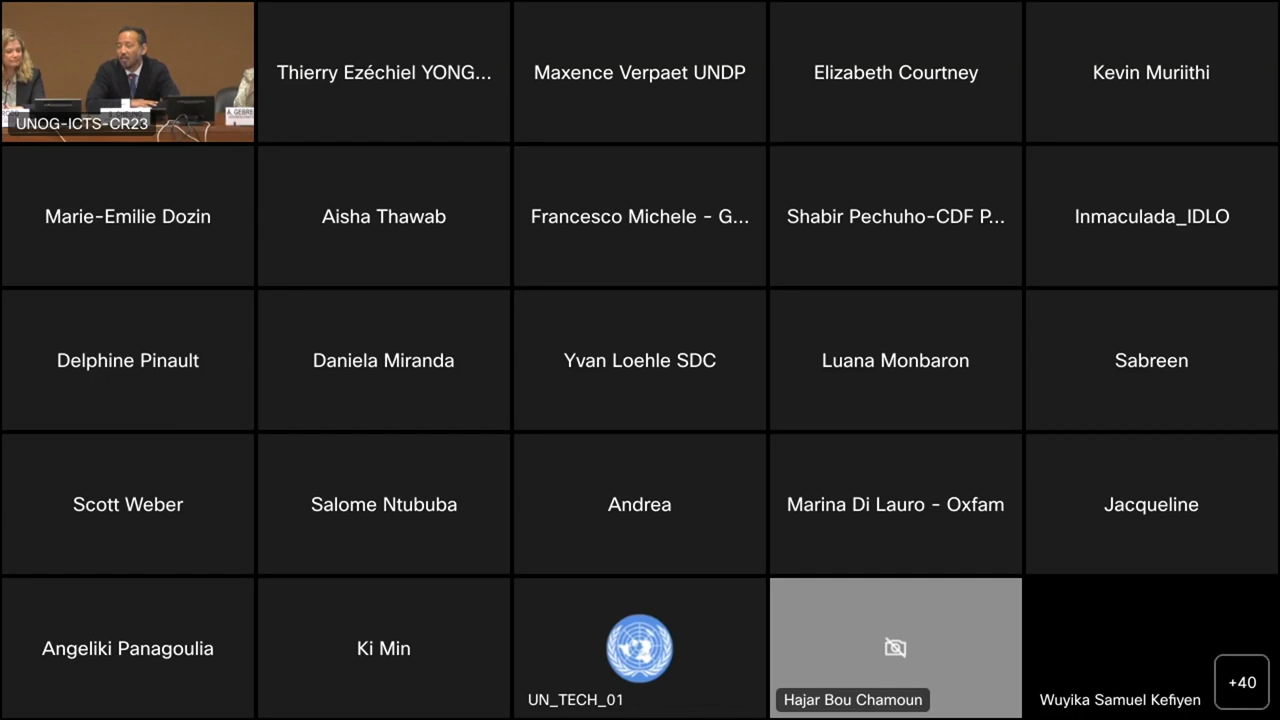 A. GEBRE
UNOG-ICTS-CR23
Thierry Ezéchiel YONG...
Maxence Verpaet UNDP
Elizabeth Courtney
Kevin Muriithi
Marie-Emilie Dozin
Aisha Thawab
Francesco Michele - G...
Shabir Pechuho-CDF P...
Inmaculada_IDLO
Delphine Pinault
Daniela Miranda
Yvan Loehle SDC
Luana Monbaron
Sabreen
Scott Weber
Salome Ntububa
Andrea
Marina Di Lauro - Oxfam
Jacqueline
Angeliki Panagoulia
Ki Min
UN_TECH_01
Hajar Bou Chamoun
Wuyika Samuel Kefiyen
+40